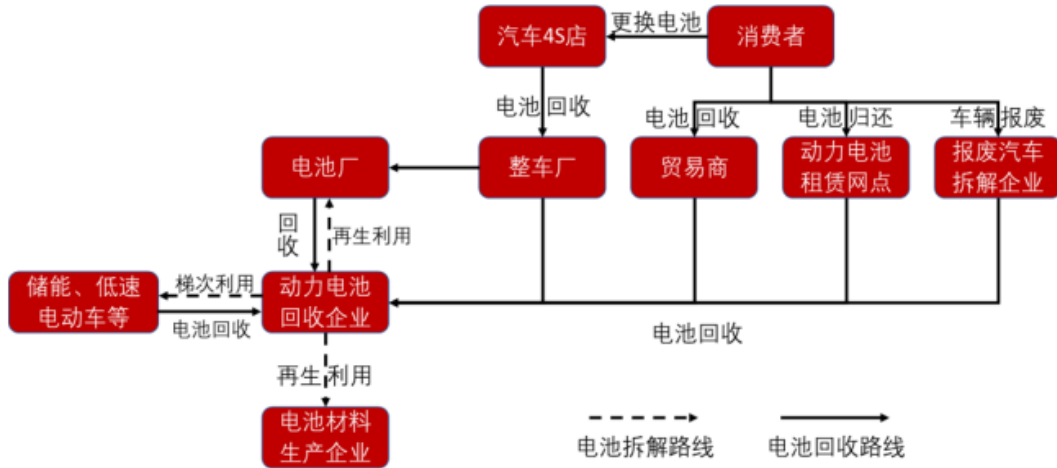 汽车4S店
更换电池
消费者
电池 回收
电池 回收
电池 归还
车辆 报废
电池厂
整车厂
贸易商
动力电池
租赁网点
报废汽车
拆解企业
回
收
再生利用
储能、低速
电动车等
梯次利用
电池回收
动力电池
回收企业
电池回收
再生 利用
电池材料
生产企业
电池拆解路线
电池回收路线